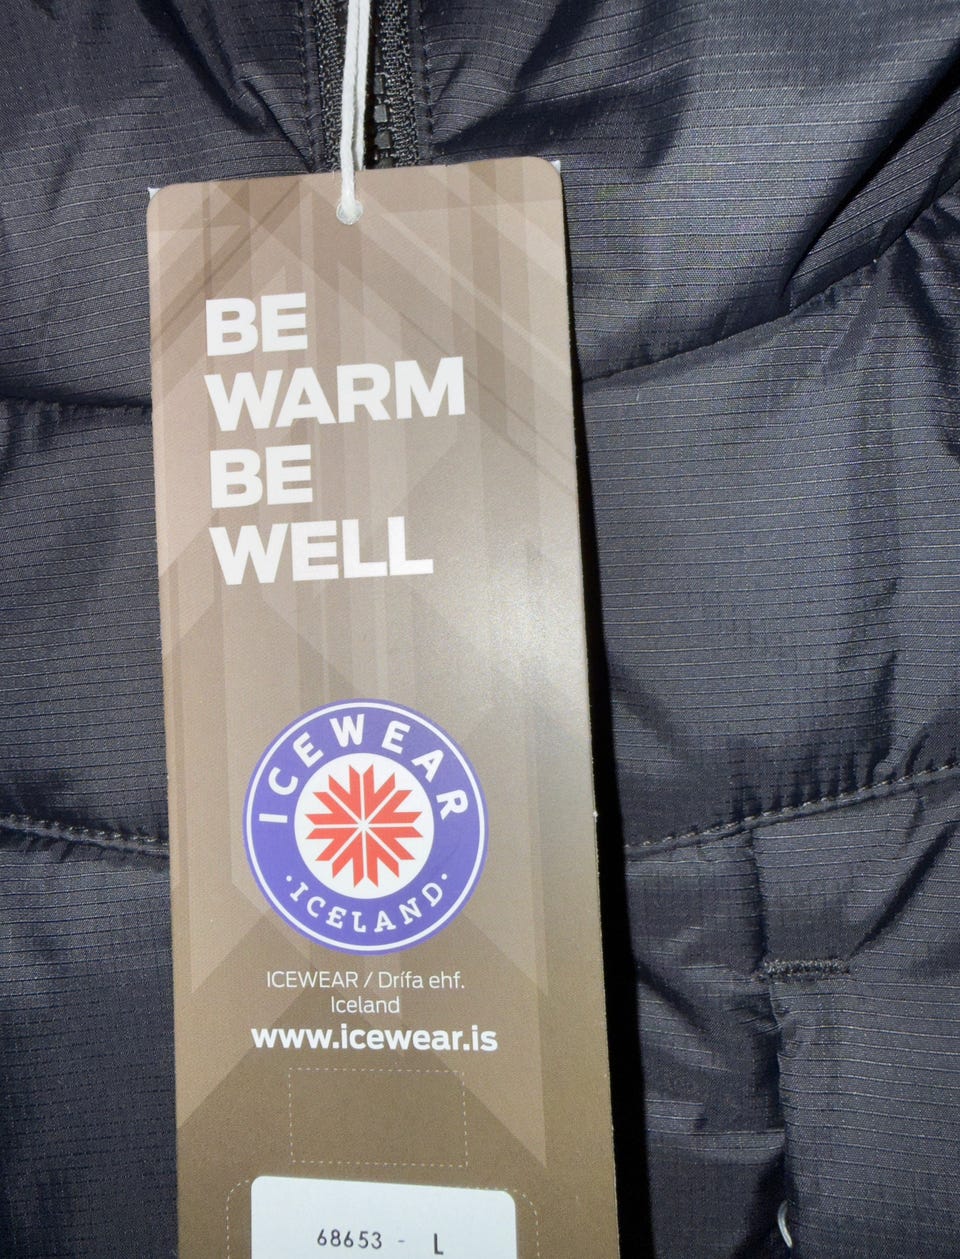 BE
WARM
BE
WELL
ICEWEAR
· ICELAND ·
ICEWEAR / Drífa ehf.
Iceland
www.icewear.is
68653 - L